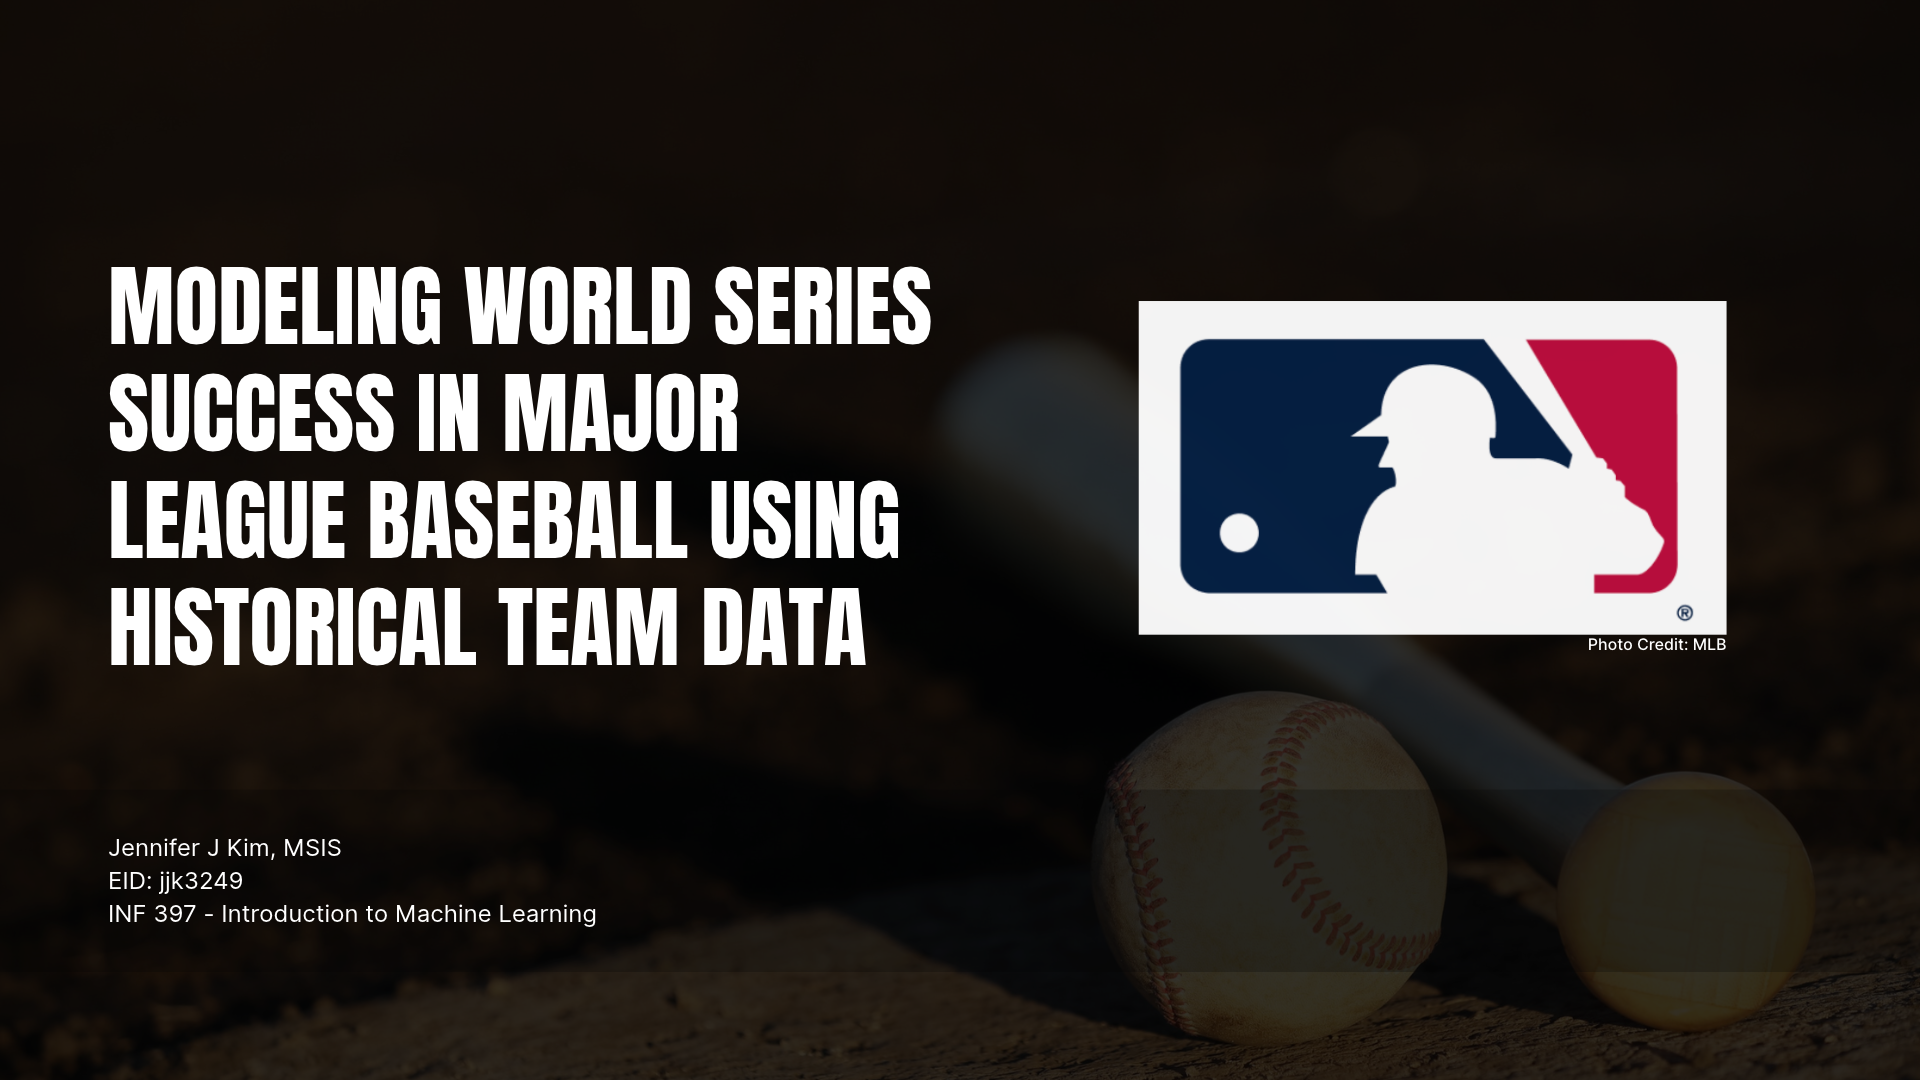 MODELING WORLD SERIES
SUCCESS IN MAJOR
LEAGUE BASEBALL USING
HISTORICAL TEAM DATA
®
Photo Credit: MLB
Jennifer J Kim, MSIS
EID: jjk3249
INF 397 - Introduction to Machine Learning